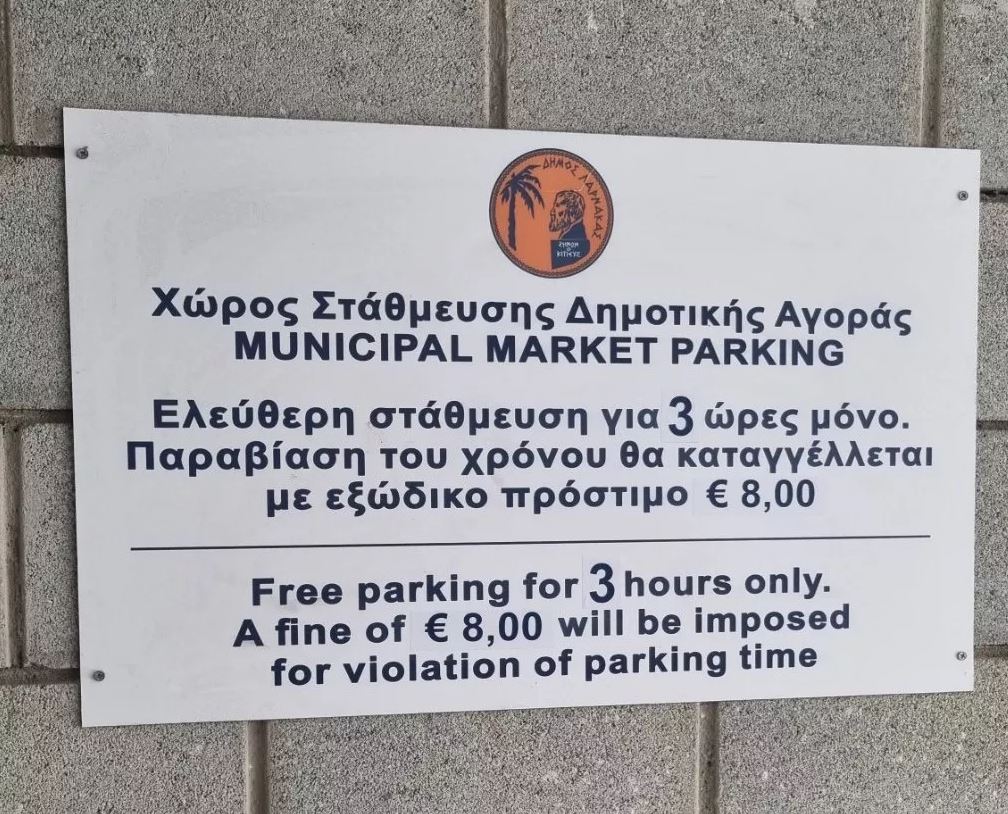 ΔΗΜΟΣ ΛΑΡΝΑΚΑΣ
ΖΗΝΩΝ
Ο
ΚΙΤΙΕΥΣ
Χώρος Στάθμευσης Δημοτικής Αγοράς
MUNICIPAL MARKET PARKING
Ελεύθερη στάθμευση για 3 ώρες μόνο.
Παραβίαση του χρόνου θα καταγγέλλεται
με εξώδικο πρόστιμο € 8,00
Free parking for 3 hours only.
A fine of € 8,00 will be imposed
for violation of parking time